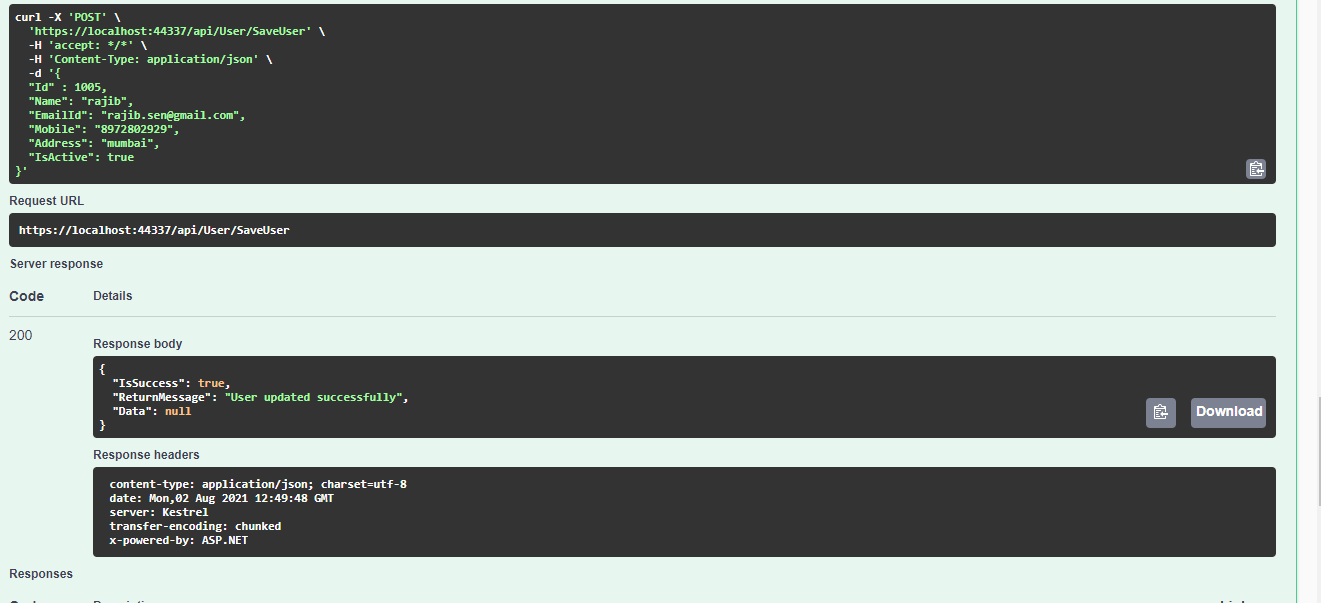 curl -X 'POST' \
'https://localhost:44337/api/User/SaveUser' \
-H 'accept: */*' \
-H 'Content-Type: application/json' \
-d '{
"Id" : 1005,
"Name": "rajib",
"EmailId": "rajib.sen@gmail.com",
"Mobile": "8972802929",
"Address": "mumbai",
"IsActive": true
}'
Request URL
https://localhost:44337/api/User/SaveUser
Server response
Code Details
200
Response body
{
"IsSuccess": true,
"ReturnMessage": "User updated successfully",
"Data": null
}
Download
Response headers
content-type: application/json; charset=utf-8
date: Mon,02 Aug 2021 12:49:48 GMT
server: Kestrel
transfer-encoding: chunked
x-powered-by: ASP.NET
Responses